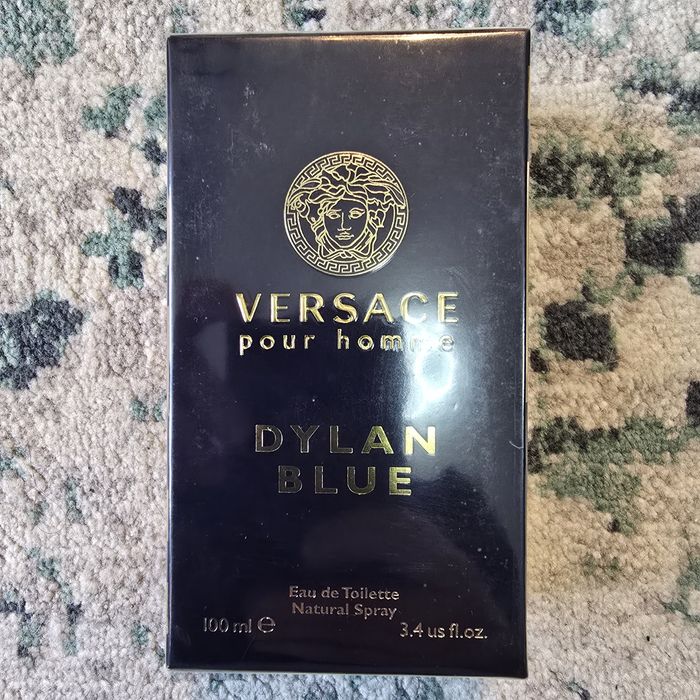 VERSACE
pour homme
DYLAN
BLUE
Eau de Toilette
Natural Spray
100 ml ℮ 3.4 us fl.oz.